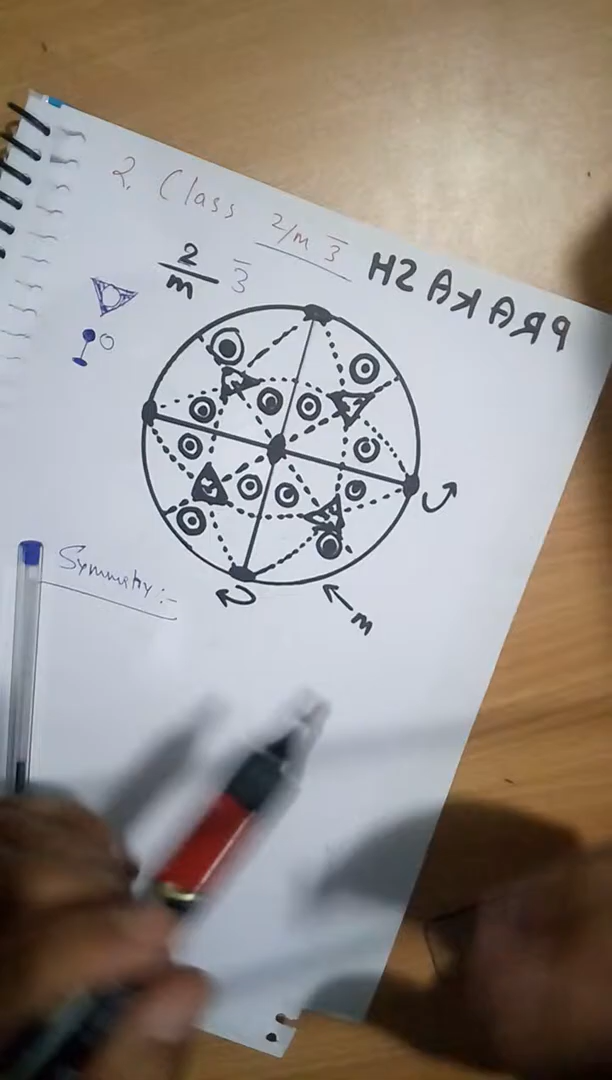 2. Class 2/m 3̄
PRAKASH
2/m 3̄
m
Symmetry:-